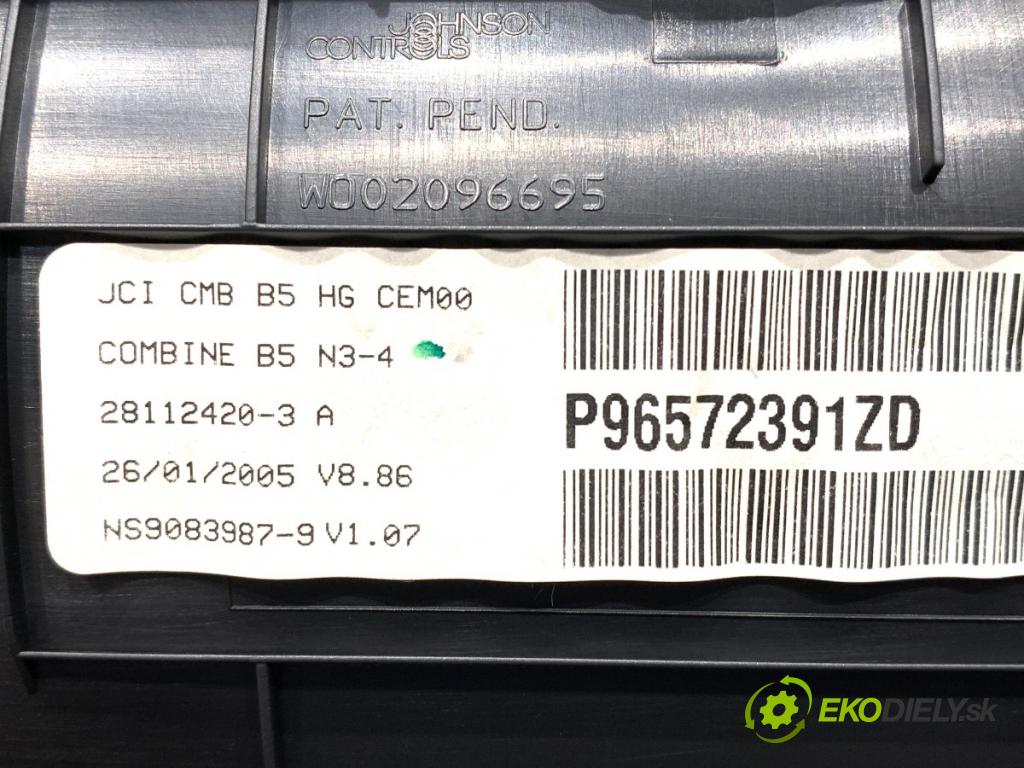 JOHNSON
CONTROLS
PAT. PEND.
WO02096695
JCI CMB B5 HG CEM00
COMBINE B5 N3-4
28112420-3 A
26/01/2005 V8.86
NS9083987-9 V1.07
P96572391ZD
EKODIELY.sk